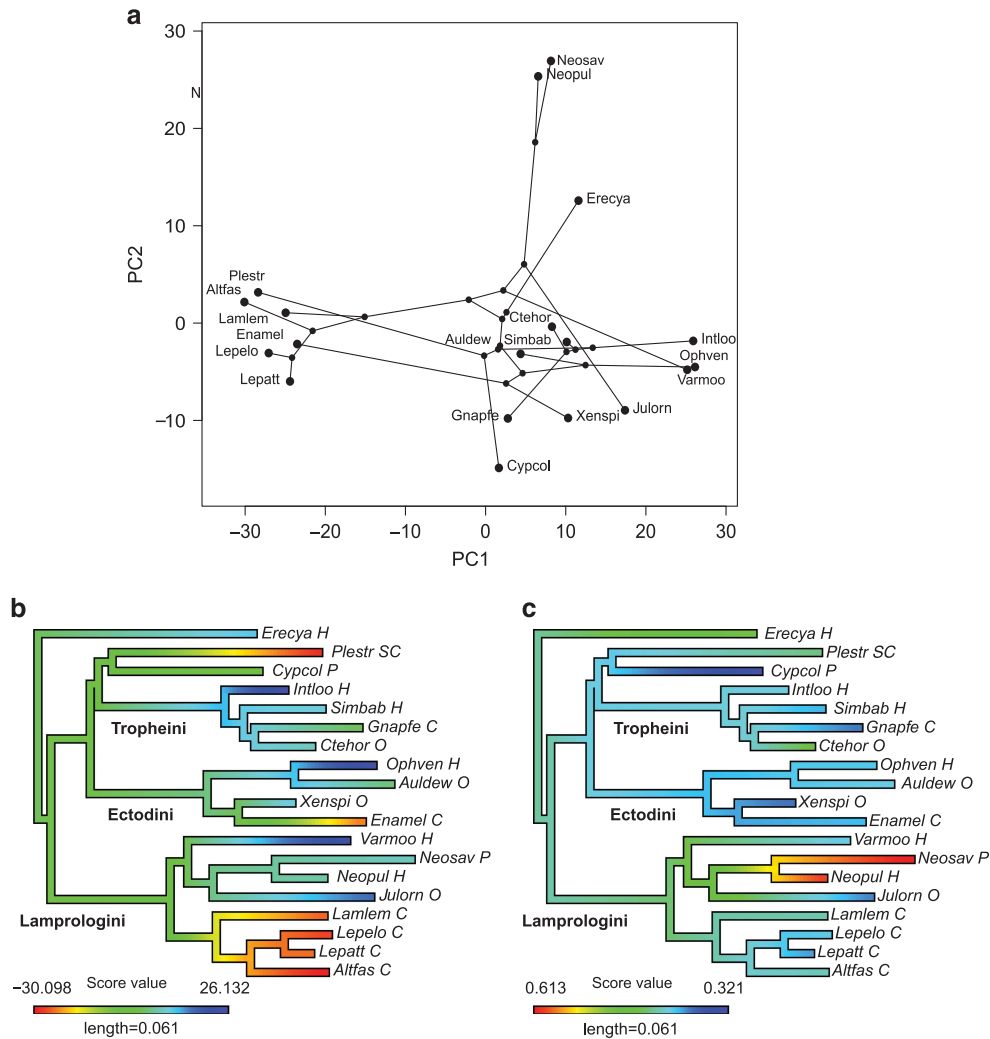 a
30
Neosav
Neopul
N
20
Erecya
10
PC2
Plestr
Altfas
Lamlem
Ctehor
0
Enamel
Auldew
Simbab
Intloo
Lepelo
Ophven
Lepatt
Varmoo
Julorn
Gnapfe
Xenspi
−10
Cypcol
−30
−20
−10
0
10
20
30
PC1
b
Erecya H
Plestr SC
Cypcol P
Intloo H
Simbab H
Tropheini
Gnapfe C
Ctehor O
Ophven H
Auldew O
Ectodini
Xenspi O
Enamel C
Varmoo H
Neosav P
Neopul H
Julorn O
Lamprologini
Lamlem C
Lepelo C
Lepatt C
Altfas C
−30.098
Score value
26.132
length=0.061
c
Erecya H
Plestr SC
Cypcol P
Intloo H
Simbab H
Tropheini
Gnapfe C
Ctehor O
Ophven H
Auldew O
Ectodini
Xenspi O
Enamel C
Varmoo H
Neosav P
Neopul H
Julorn O
Lamprologini
Lamlem C
Lepelo C
Lepatt C
Altfas C
0.613
Score value
0.321
length=0.061